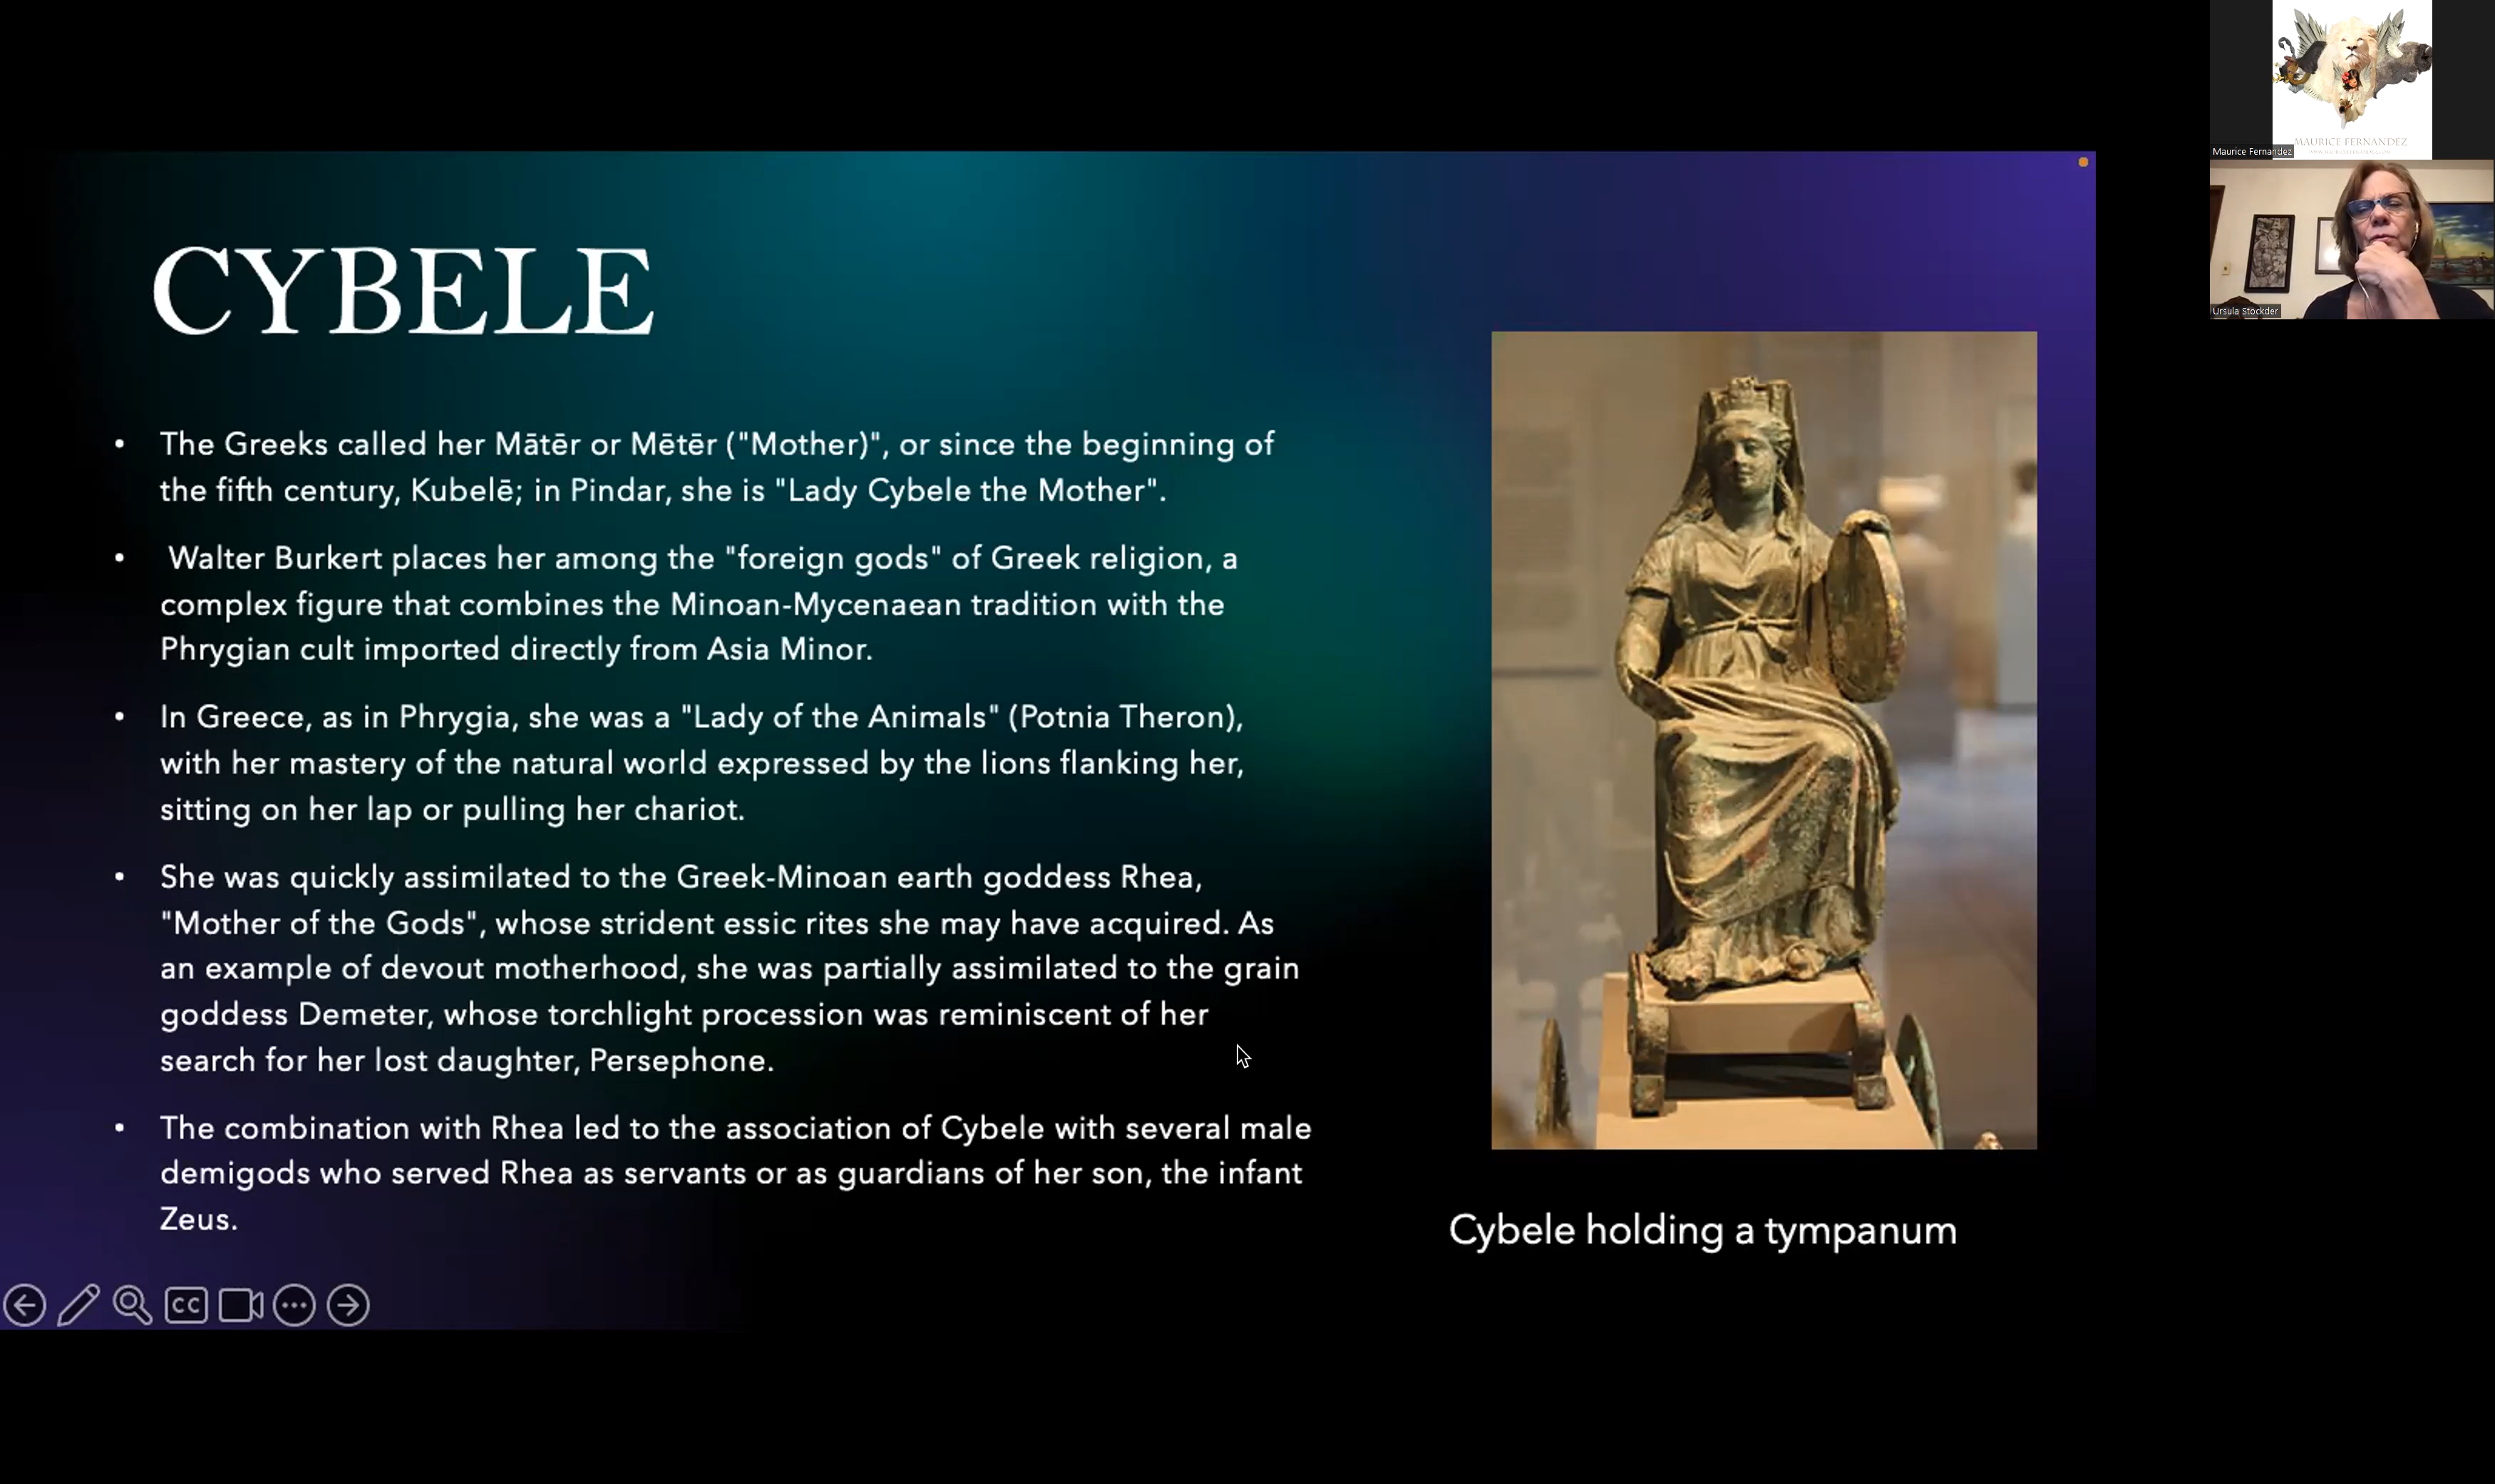 CYBELE
• The Greeks called her Mātēr or Mētēr ("Mother)", or since the beginning of
the fifth century, Kubelē; in Pindar, she is "Lady Cybele the Mother".
• Walter Burkert places her among the "foreign gods" of Greek religion, a
complex figure that combines the Minoan-Mycenaean tradition with the
Phrygian cult imported directly from Asia Minor.
• In Greece, as in Phrygia, she was a "Lady of the Animals" (Potnia Theron),
with her mastery of the natural world expressed by the lions flanking her,
sitting on her lap or pulling her chariot.
• She was quickly assimilated to the Greek-Minoan earth goddess Rhea,
"Mother of the Gods", whose strident essic rites she may have acquired. As
an example of devout motherhood, she was partially assimilated to the grain
goddess Demeter, whose torchlight procession was reminiscent of her
search for her lost daughter, Persephone.
• The combination with Rhea led to the association of Cybele with several male
demigods who served Rhea as servants or as guardians of her son, the infant
Zeus.
Cybele holding a tympanum
CC
MAURICE FERNANDEZ
Maurice Fernandez
Ursula Stockder